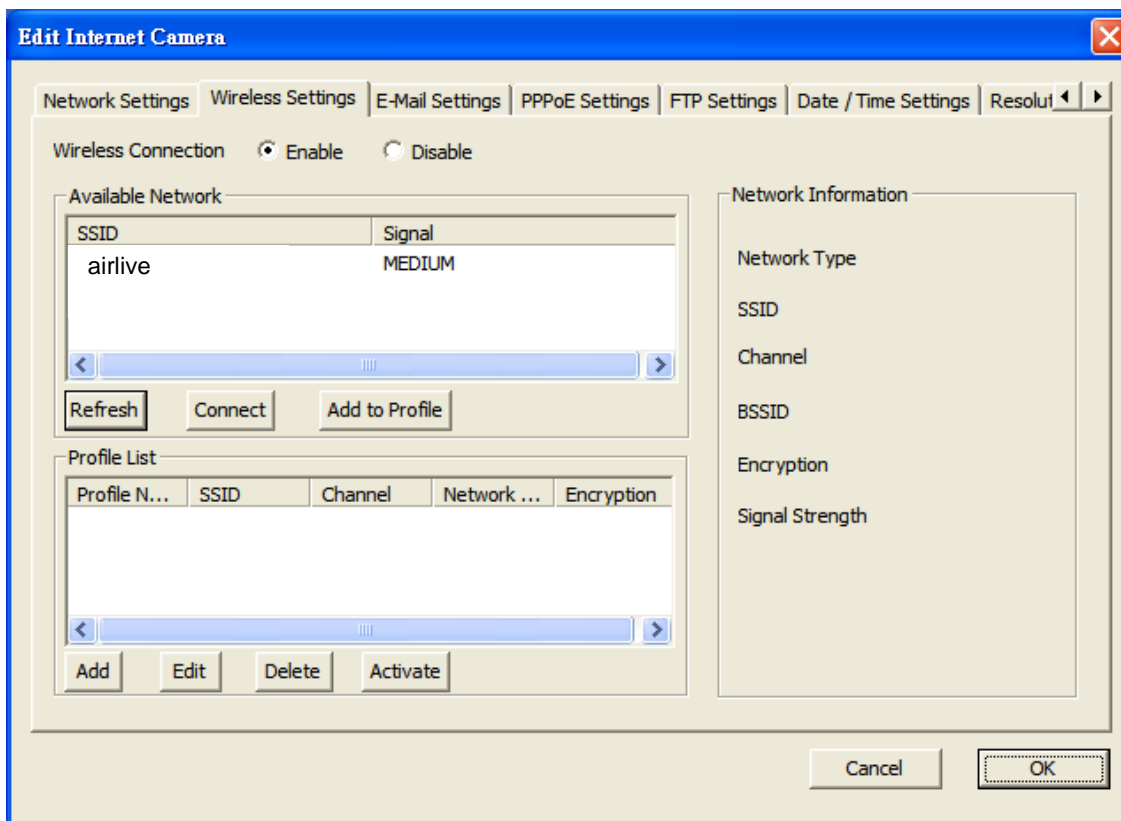 Edit Internet Camera
Network Settings Wireless Settings E-Mail Settings PPPoE Settings FTP Settings Date / Time Settings
Wireless Connection Enable Disable
Available Network
SSID Signal
airlive MEDIUM
Refresh Connect Add to Profile
Profile List
Profile N... SSID Channel Network ... Encryption
Add Edit Delete Activate
Network Information
Network Type
SSID
Channel
BSSID
Encryption
Signal Strength
Cancel OK